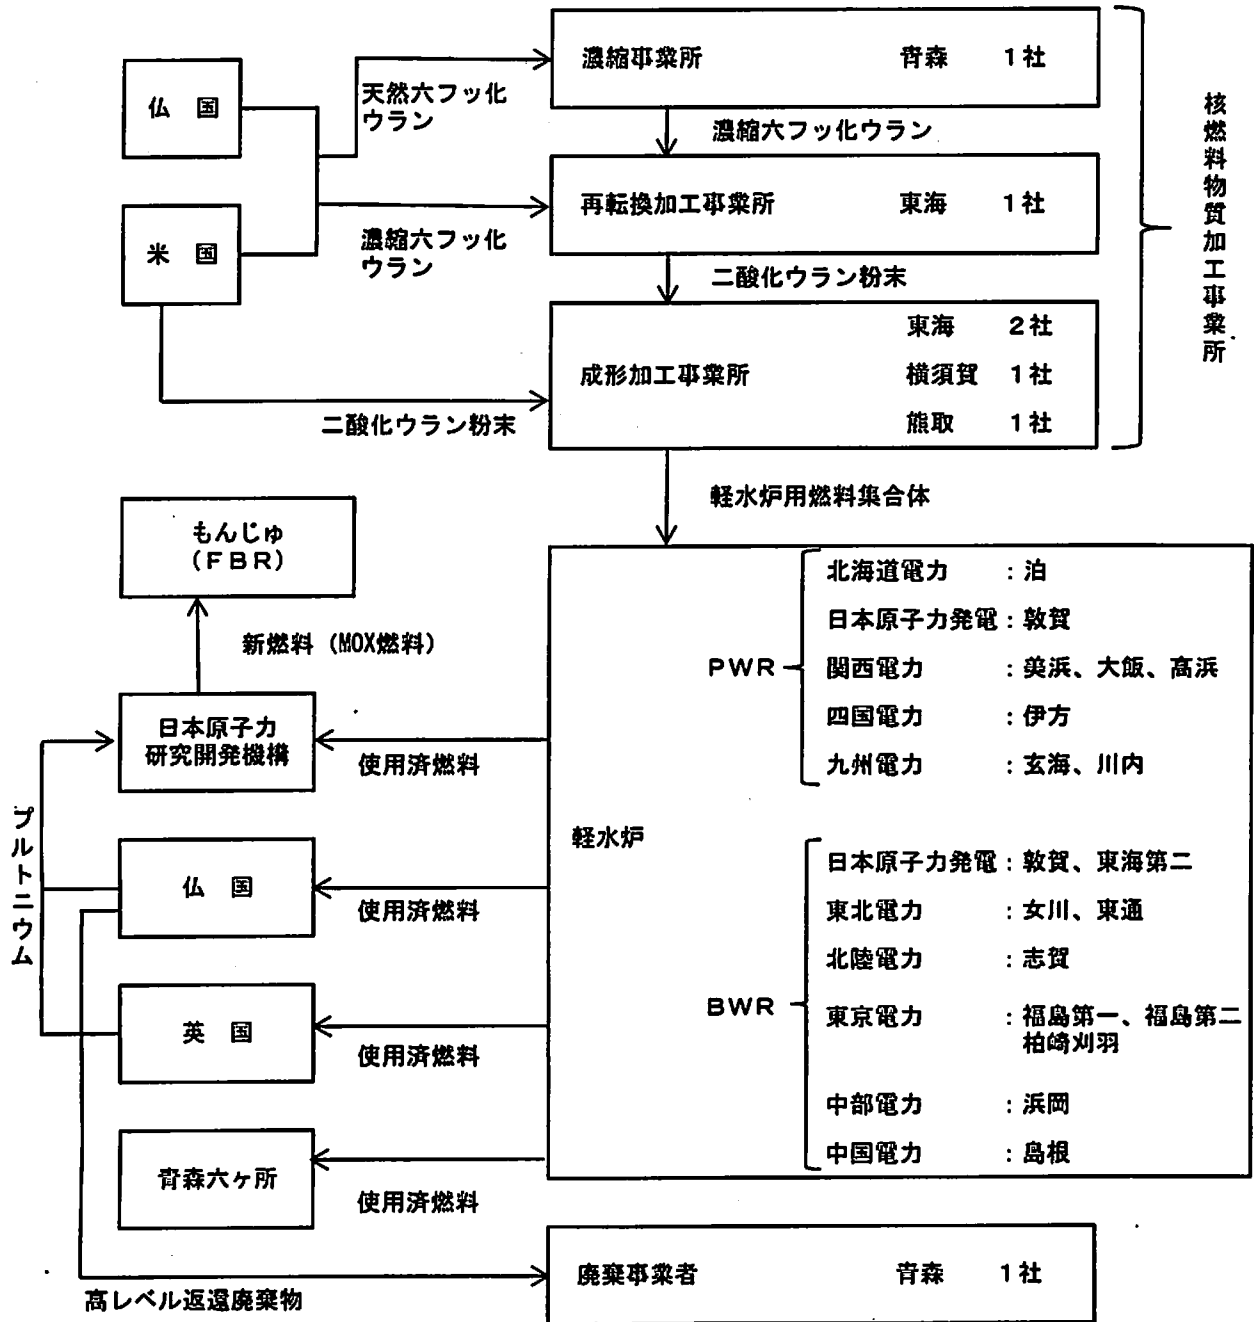 濃縮事業所 青森 1社
仏 国
天然六フッ化
ウラン
濃縮六フッ化ウラン
再転換加工事業所 東海 1社
米 国
濃縮六フッ化
ウラン
二酸化ウラン粉末
成形加工事業所
東海 2社
横須賀 1社
熊取 1社
二酸化ウラン粉末
核燃料物質加工事業所
軽水炉用燃料集合体
もんじゅ
(FBR)
新燃料 (MOX燃料)
日本原子力
研究開発機構
使用済燃料
プルトニウム
仏 国
使用済燃料
英 国
使用済燃料
青森六ヶ所
使用済燃料
軽水炉
PWR
北海道電力 : 泊
日本原子力発電 : 敦賀
関西電力 : 美浜、大飯、高浜
四国電力 : 伊方
九州電力 : 玄海、川内
BWR
日本原子力発電 : 敦賀、東海第二
東北電力 : 女川、東通
北陸電力 : 志賀
東京電力 : 福島第一、福島第二
柏崎刈羽
中部電力 : 浜岡
中国電力 : 島根
廃棄事業者 青森 1社
高レベル返還廃棄物